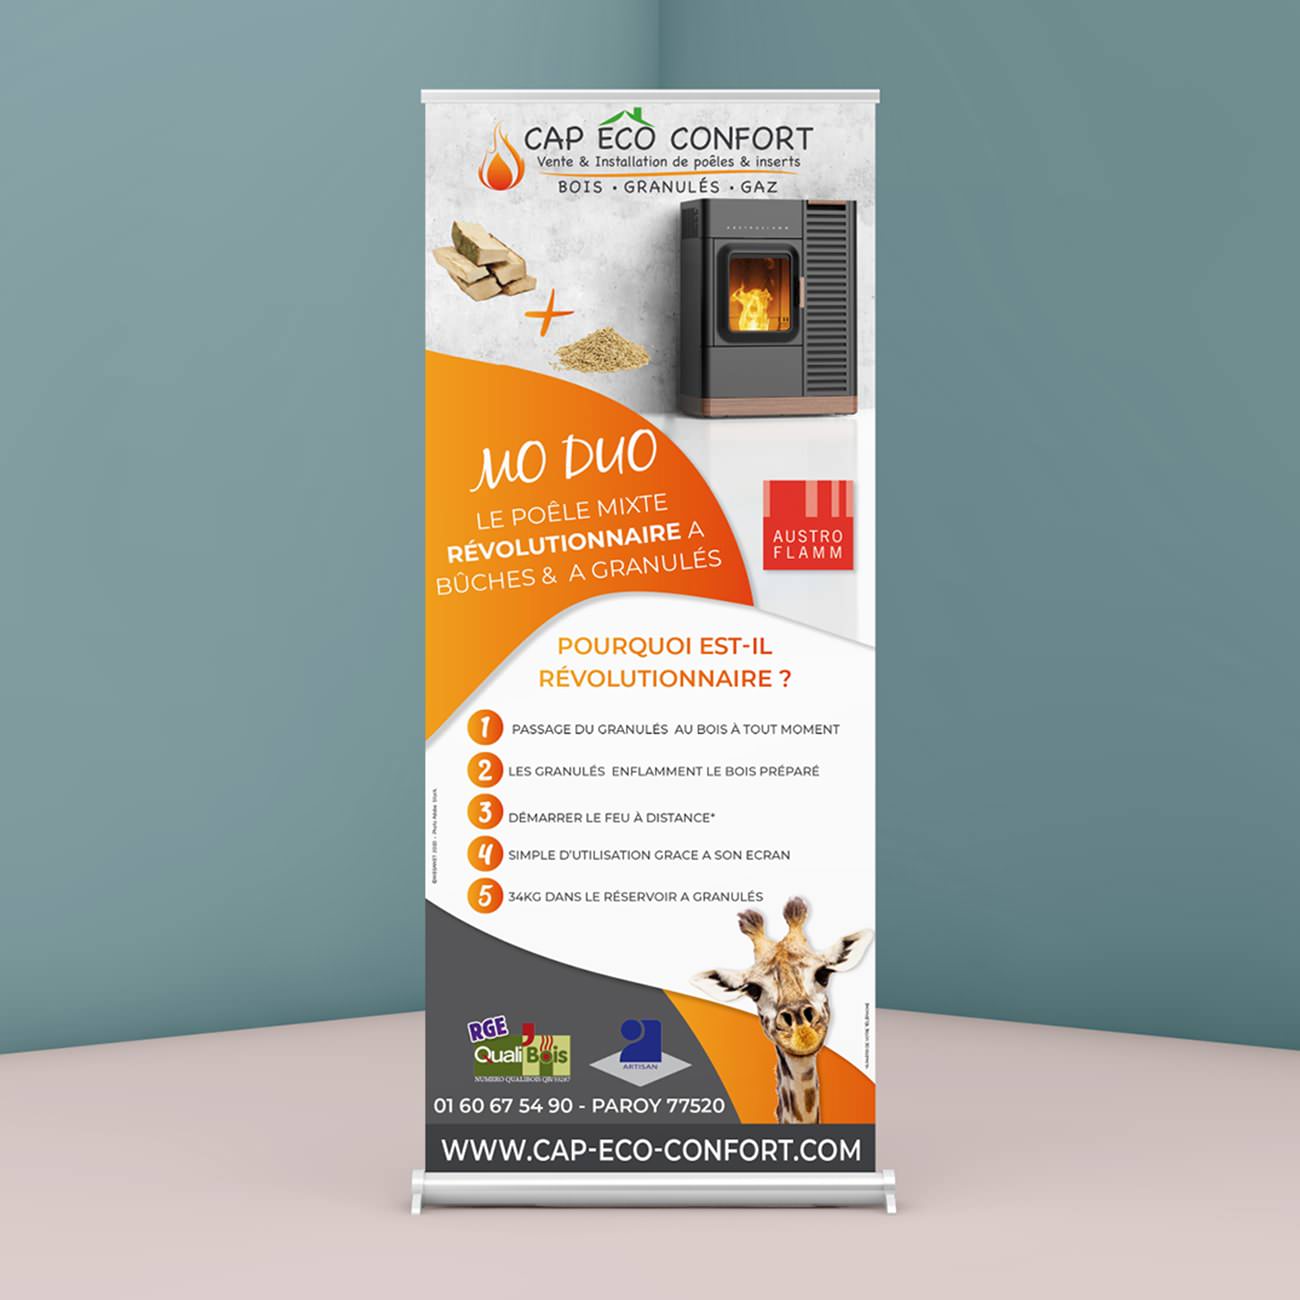 CAP ECO CONFORT
Vente & Installation de poêles & inserts
BOIS • GRANULÉS • GAZ
AUSTROFLAMM
MO DUO
LE POÊLE MIXTE
RÉVOLUTIONNAIRE A
BÛCHES & A GRANULÉS
AUSTRO
FLAMM
POURQUOI EST-IL
RÉVOLUTIONNAIRE ?
1 PASSAGE DU GRANULÉS AU BOIS À TOUT MOMENT
2 LES GRANULÉS ENFLAMMENT LE BOIS PRÉPARÉ
3 DÉMARRER LE FEU À DISTANCE*
4 SIMPLE D'UTILISATION GRACE A SON ECRAN
5 34KG DANS LE RÉSERVOIR A GRANULÉS
RGE
Quali'Bois
NUMERO QUALIBOIS
ARTISAN
01 60 67 54 90 - PAROY 77520
WWW.CAP-ECO-CONFORT.COM